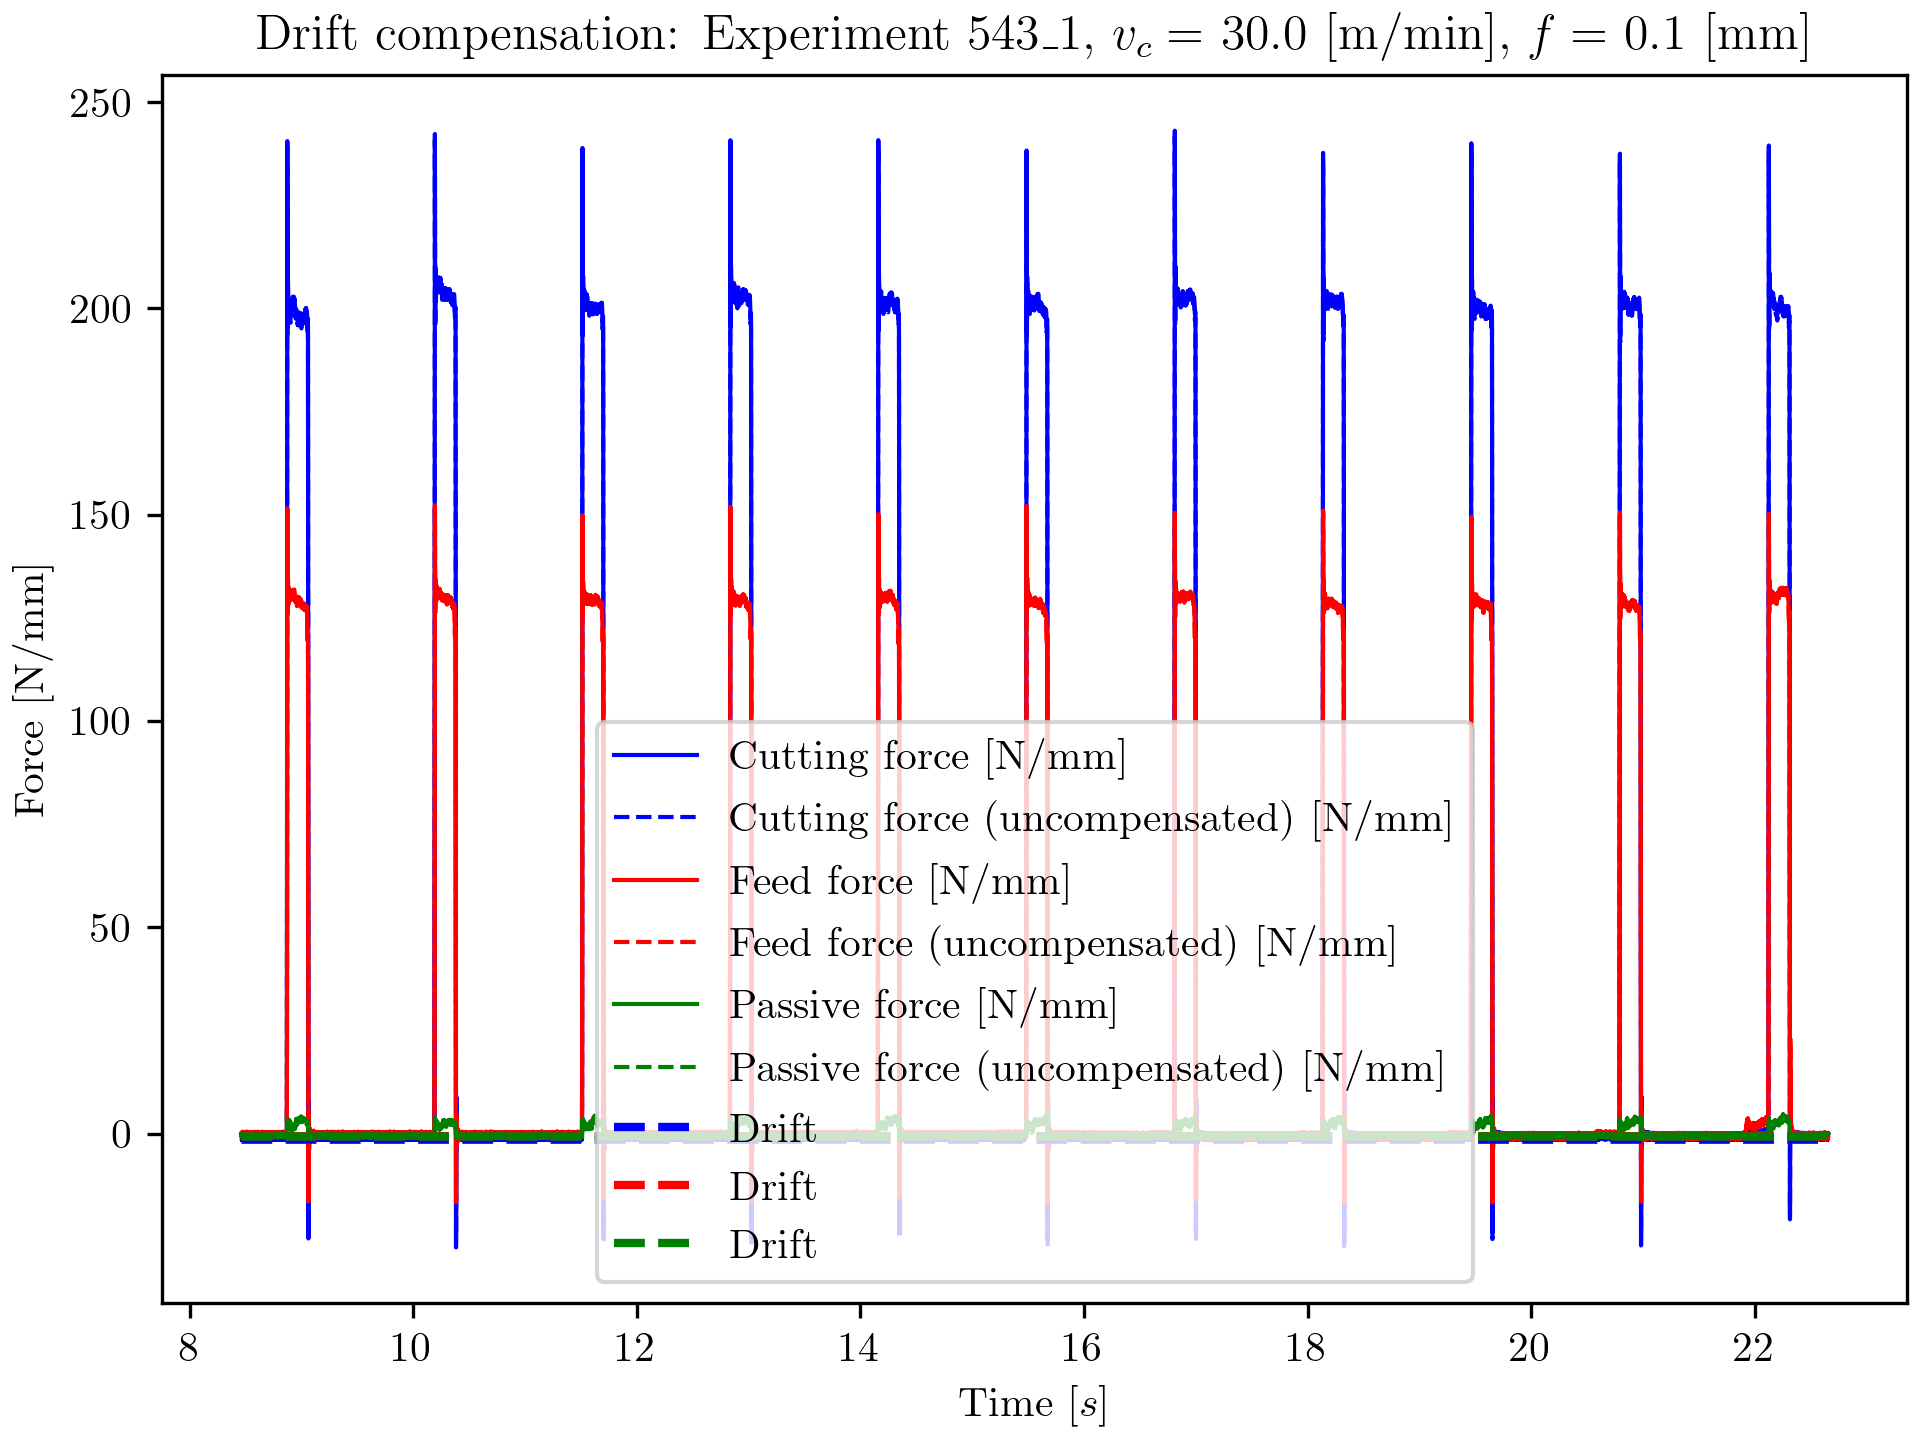 Drift compensation: Experiment 543_1, v_c = 30.0 [m/min], f = 0.1 [mm]
250
200
150
100
50
0
Force [N/mm]
Cutting force [N/mm]
Cutting force (uncompensated) [N/mm]
Feed force [N/mm]
Feed force (uncompensated) [N/mm]
Passive force [N/mm]
Passive force (uncompensated) [N/mm]
Drift
Drift
Drift
8 10 12 14 16 18 20 22
Time [s]